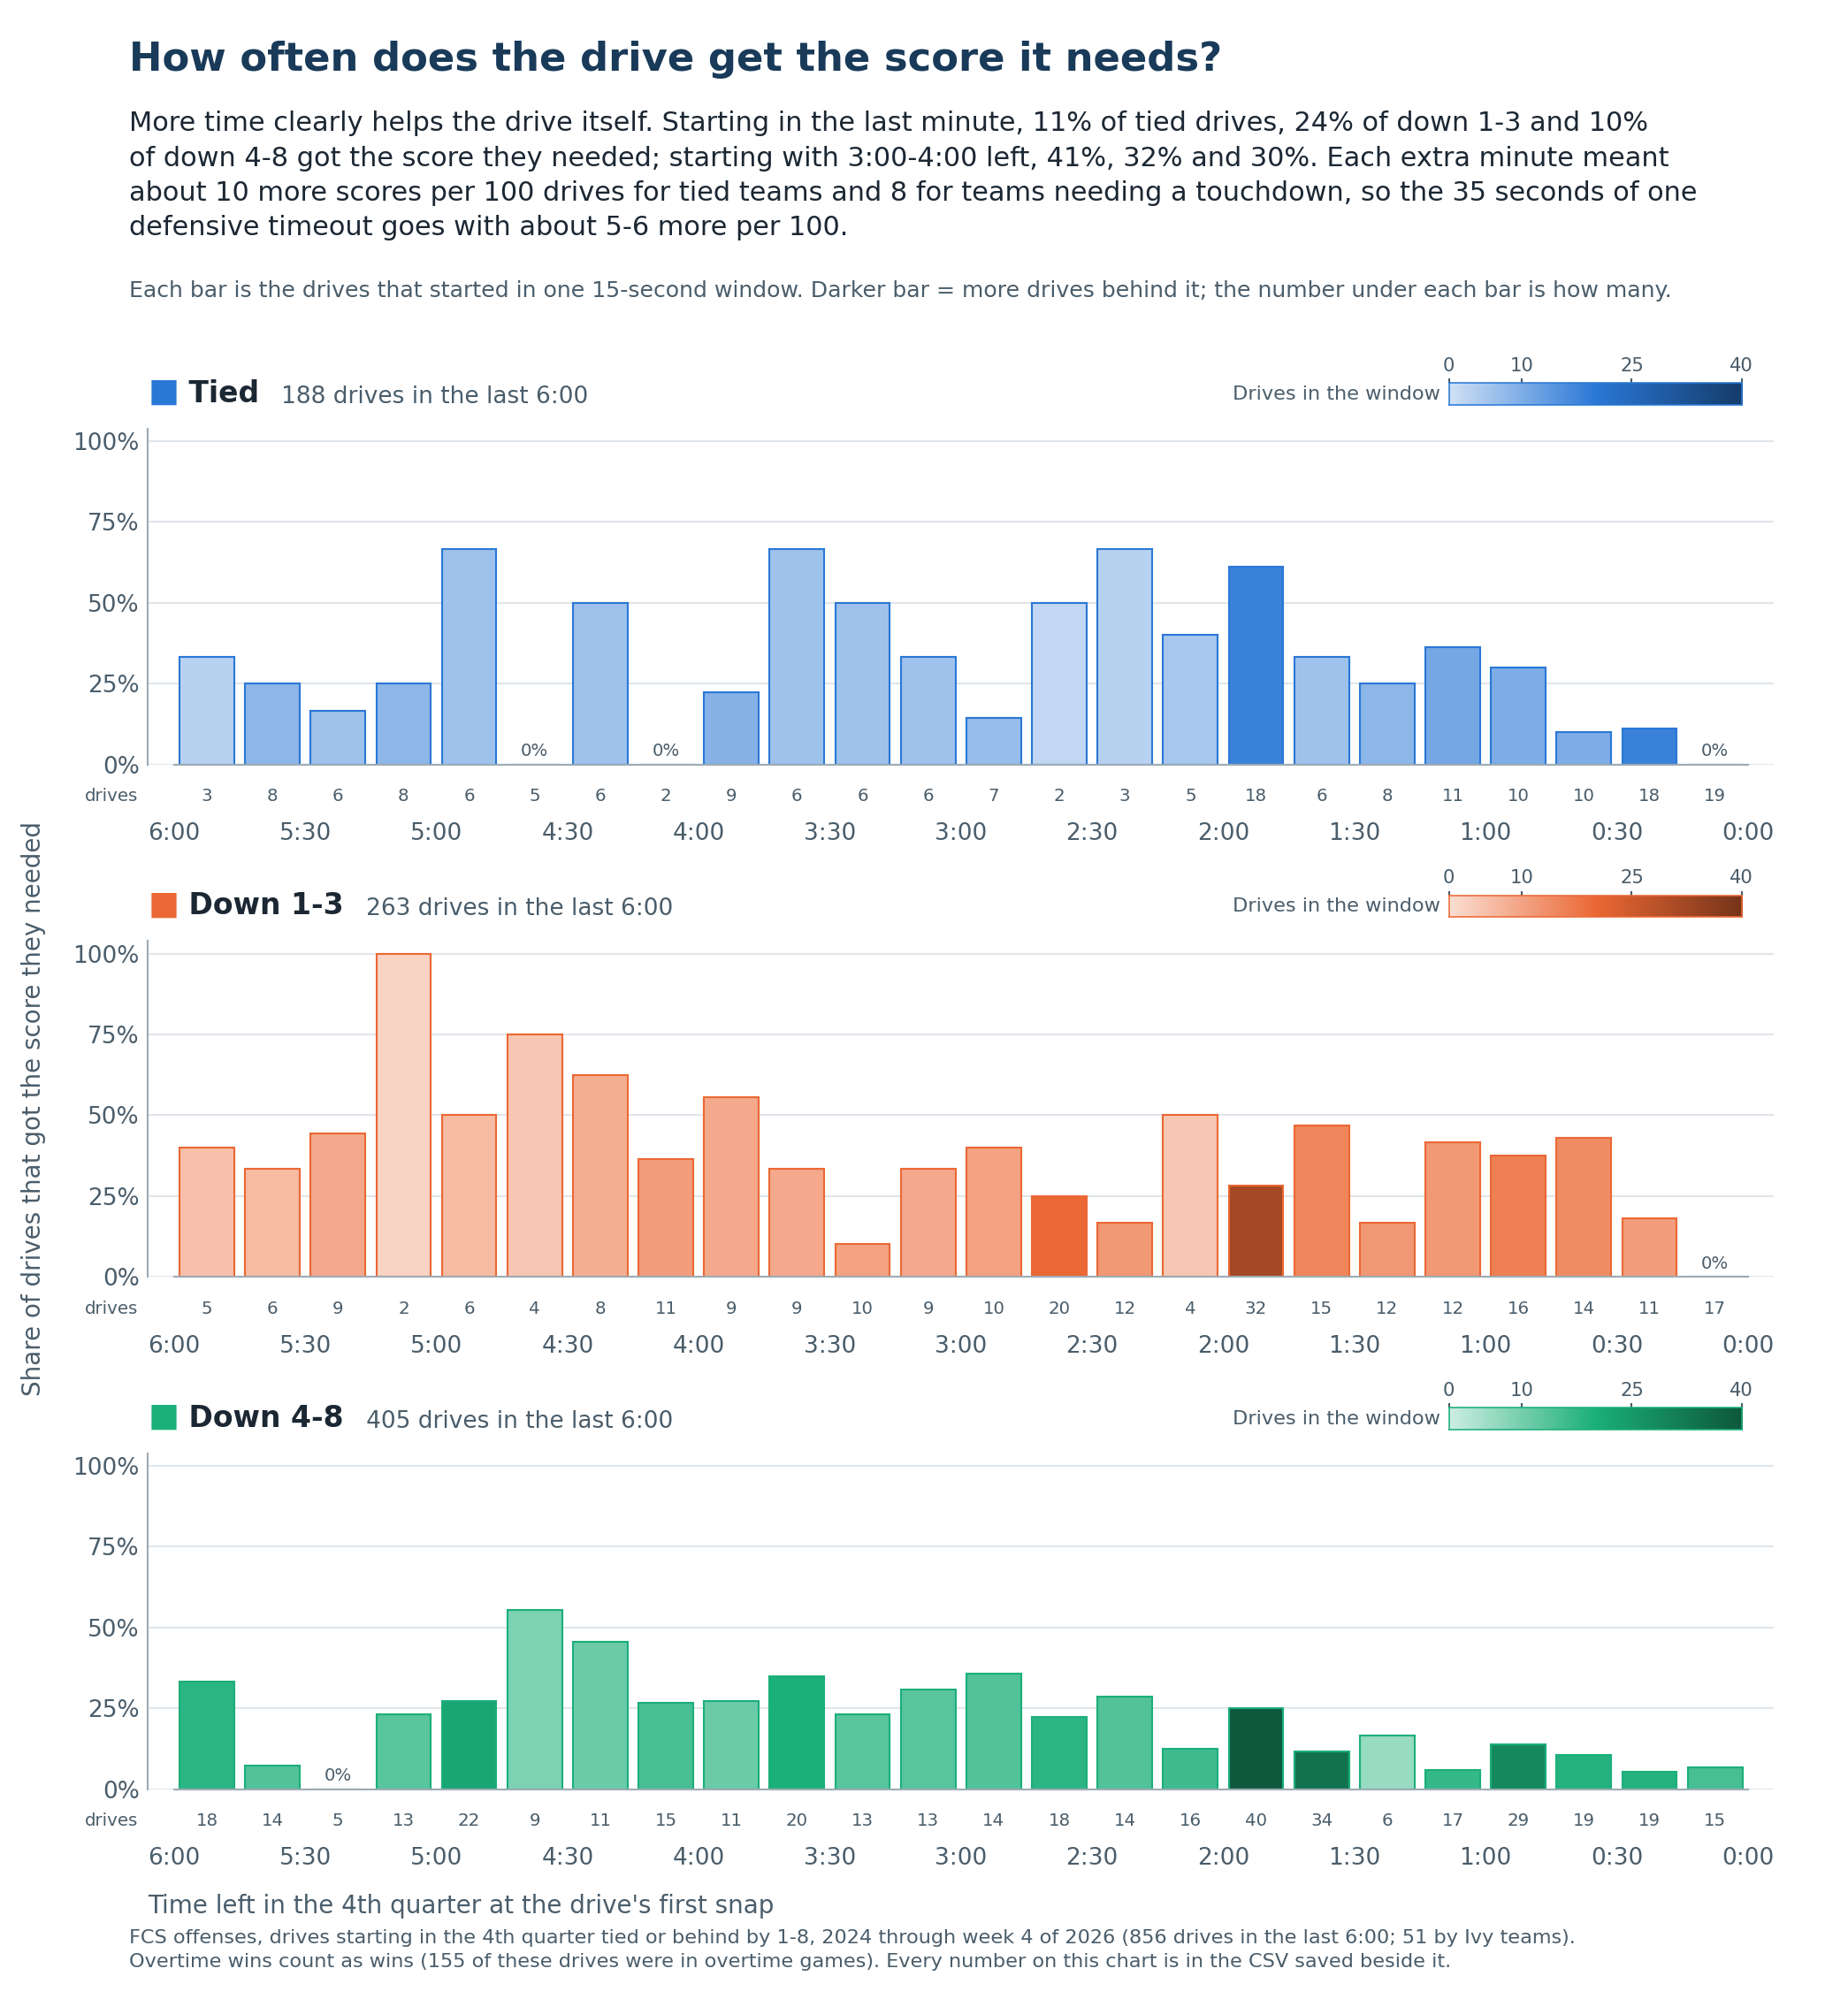 How often does the drive get the score it needs?
More time clearly helps the drive itself. Starting in the last minute, 11% of tied drives, 24% of down 1-3 and 10%
of down 4-8 got the score they needed; starting with 3:00-4:00 left, 41%, 32% and 30%. Each extra minute meant
about 10 more scores per 100 drives for tied teams and 8 for teams needing a touchdown, so the 35 seconds of one
defensive timeout goes with about 5-6 more per 100.
Each bar is the drives that started in one 15-second window. Darker bar = more drives behind it; the number under each bar is how many.
Share of drives that got the score they needed
Tied 188 drives in the last 6:00
Drives in the window
0 10 25 40
100%
75%
50%
25%
0%
0% 0% 0%
drives 3 8 6 8 6 5 6 2 9 6 6 6 7 2 3 5 18 6 8 11 10 10 18 19
6:00 5:30 5:00 4:30 4:00 3:30 3:00 2:30 2:00 1:30 1:00 0:30 0:00
Down 1-3 263 drives in the last 6:00
Drives in the window
0 10 25 40
100%
75%
50%
25%
0%
0%
drives 5 6 9 2 6 4 8 11 9 9 10 9 10 20 12 4 32 15 12 12 16 14 11 17
6:00 5:30 5:00 4:30 4:00 3:30 3:00 2:30 2:00 1:30 1:00 0:30 0:00
Down 4-8 405 drives in the last 6:00
Drives in the window
0 10 25 40
100%
75%
50%
25%
0%
0%
drives 18 14 5 13 22 9 11 15 11 20 13 13 14 18 14 16 40 34 6 17 29 19 19 15
6:00 5:30 5:00 4:30 4:00 3:30 3:00 2:30 2:00 1:30 1:00 0:30 0:00
Time left in the 4th quarter at the drive's first snap
FCS offenses, drives starting in the 4th quarter tied or behind by 1-8, 2024 through week 4 of 2026 (856 drives in the last 6:00; 51 by Ivy teams).
Overtime wins count as wins (155 of these drives were in overtime games). Every number on this chart is in the CSV saved beside it.